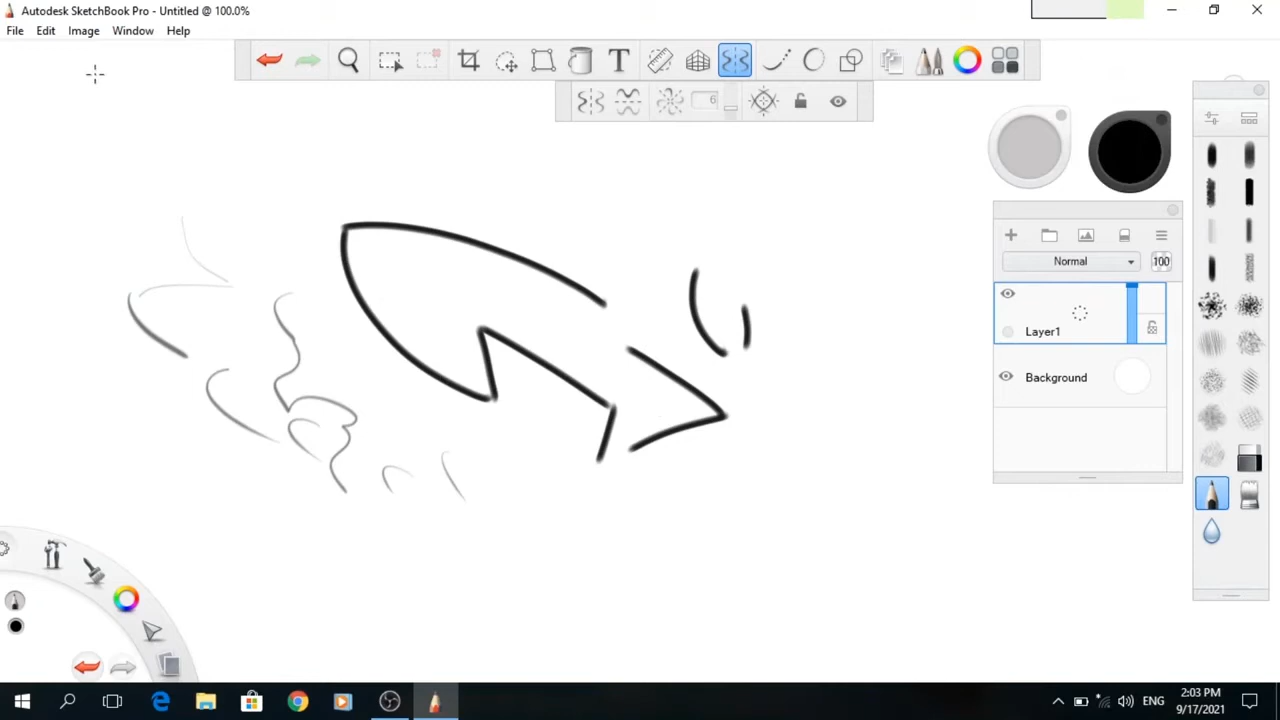 Autodesk SketchBook Pro - Untitled @ 100.0%
File Edit Image Window Help
T
6
Normal
100
Layer1
Background
ENG
2:03 PM
9/17/2021